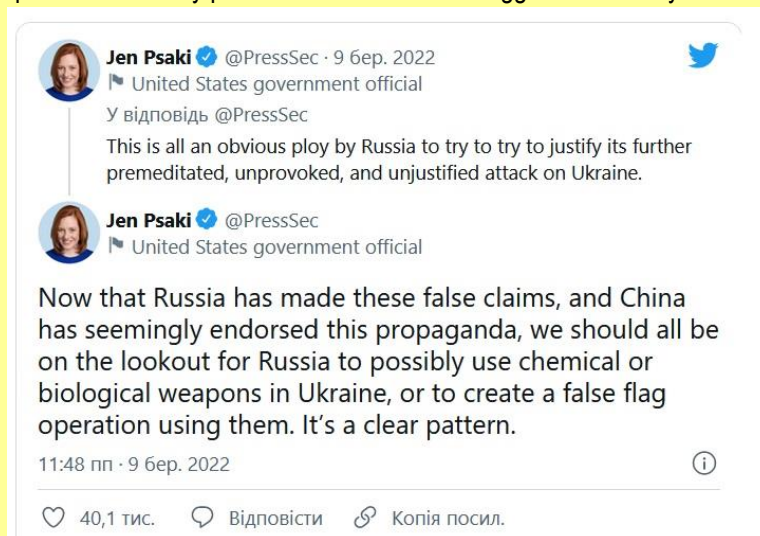 Jen Psaki @PressSec · 9 бер. 2022
United States government official
У відповідь @PressSec
This is all an obvious ploy by Russia to try to try to justify its further
premeditated, unprovoked, and unjustified attack on Ukraine.
Jen Psaki @PressSec
United States government official
Now that Russia has made these false claims, and China
has seemingly endorsed this propaganda, we should all be
on the lookout for Russia to possibly use chemical or
biological weapons in Ukraine, or to create a false flag
operation using them. It's a clear pattern.
11:48 пп · 9 бер. 2022
40,1 тис. Відповісти Копія посил.